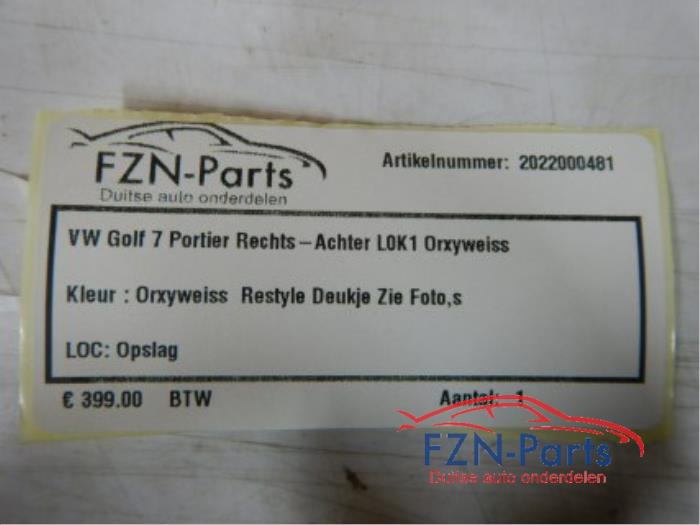 FZN-Parts
Duitse auto onderdelen
Artikelnummer: 2022000481
VW Golf 7 Portier Rechts-Achter L0K1 Orxyweiss
Kleur : Orxyweiss Restyle Deukje Zie Foto,s
LOC: Opslag
€ 399.00 BTW
Aantal: 1
FZN-Parts
Duitse auto onderdelen